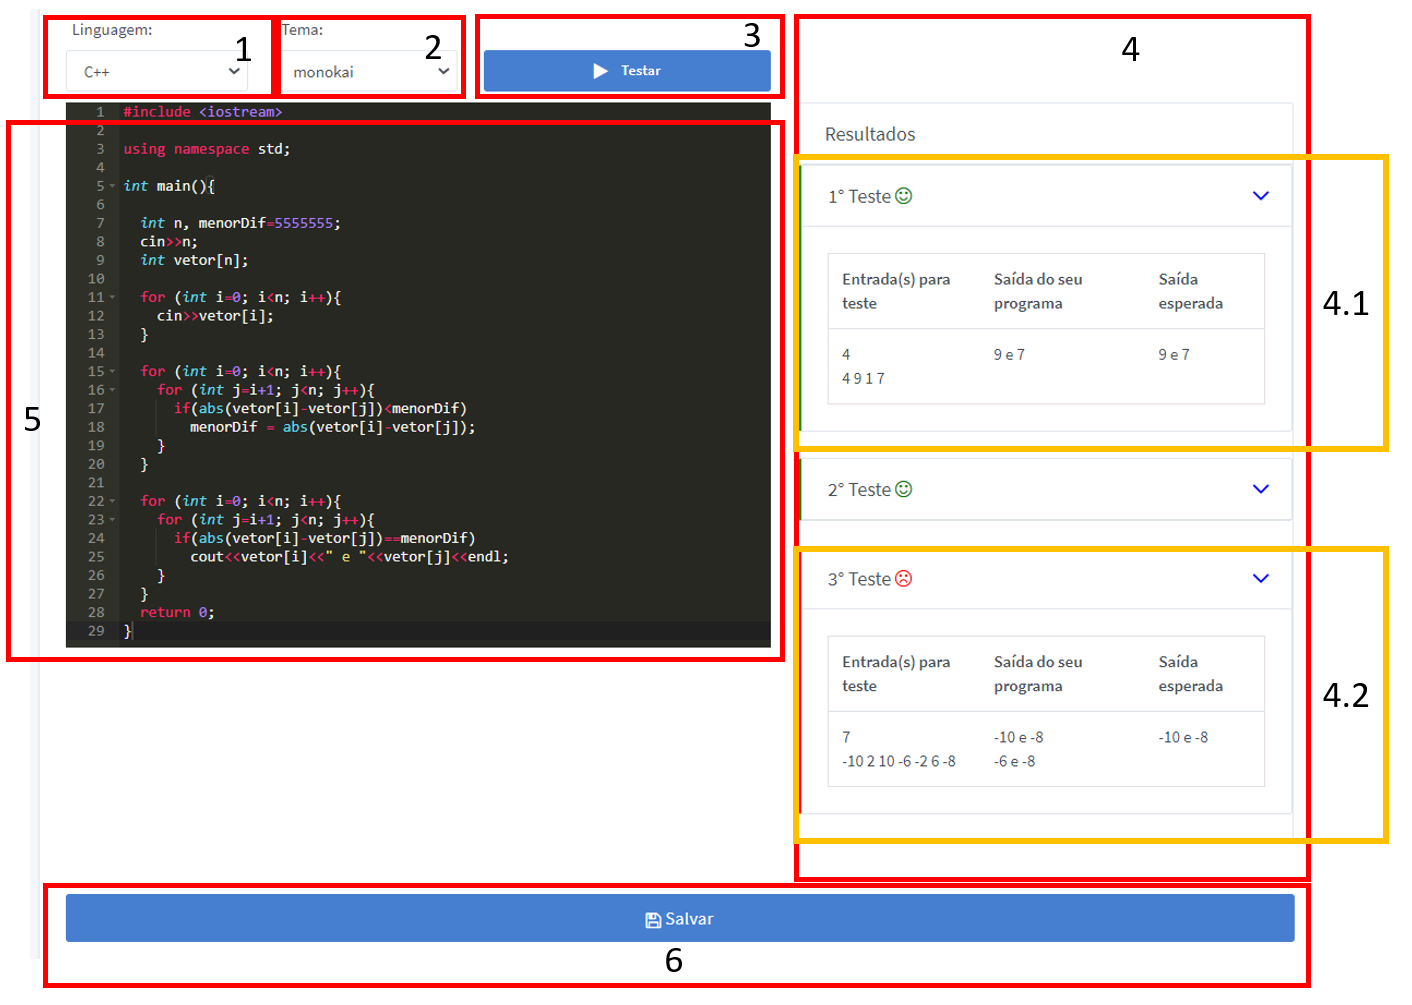 Linguagem:
1
C++
Tema:
2
monokai
3
Testar
4
5
1 #include <iostream>
2
3 using namespace std;
4
5 int main(){
6
7 int n, menorDif=5555555;
8 cin>>n;
9 int vetor[n];
10
11 for (int i=0; i<n; i++){
12 cin>>vetor[i];
13 }
14
15 for (int i=0; i<n; i++){
16 for (int j=i+1; j<n; j++){
17 if(abs(vetor[i]-vetor[j])<menorDif)
18 menorDif = abs(vetor[i]-vetor[j]);
19 }
20 }
21
22 for (int i=0; i<n; i++){
23 for (int j=i+1; j<n; j++){
24 if(abs(vetor[i]-vetor[j])==menorDif)
25 cout<<vetor[i]<<" e "<<vetor[j]<<endl;
26 }
27 }
28 return 0;
29 }
Resultados
4.1
1° Teste
Entrada(s) para
teste
Saída do seu
programa
Saída
esperada
4
4 9 1 7
9 e 7
9 e 7
2° Teste
4.2
3° Teste
Entrada(s) para
teste
Saída do seu
programa
Saída
esperada
7
-10 2 10 -6 -2 6 -8
-10 e -8
-6 e -8
-10 e -8
Salvar
6